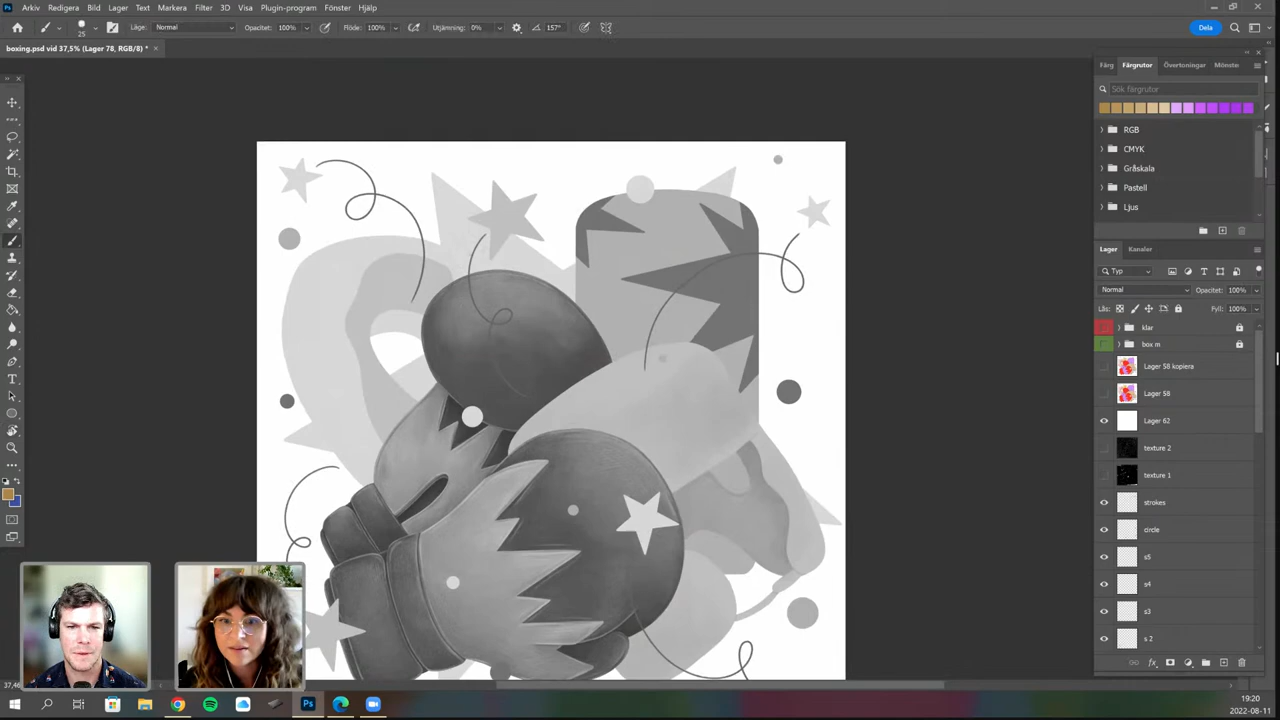 Ps Arkiv Redigera Bild Lager Text Markera Filter 3D Visa Plugin-program Fönster Hjälp
25 Läge: Normal Opacitet: 100% Flöde: 100% Utjämning: 0% 157° Dela
boxing.psd vid 37,5% (Lager 78, RGB/8) * ×
Färg Färgrutor Övertoningar Mönster
Sök färgrutor
RGB
CMYK
Gråskala
Pastell
Ljus
Lager Kanaler
Typ
Normal Opacitet: 100%
Lås: Fyll: 100%
klar
box m
Lager 58 kopiera
Lager 58
Lager 62
texture 2
texture 1
strokes
circle
s5
s4
s3
s 2
37,46
Ps
19:20
2022-08-11